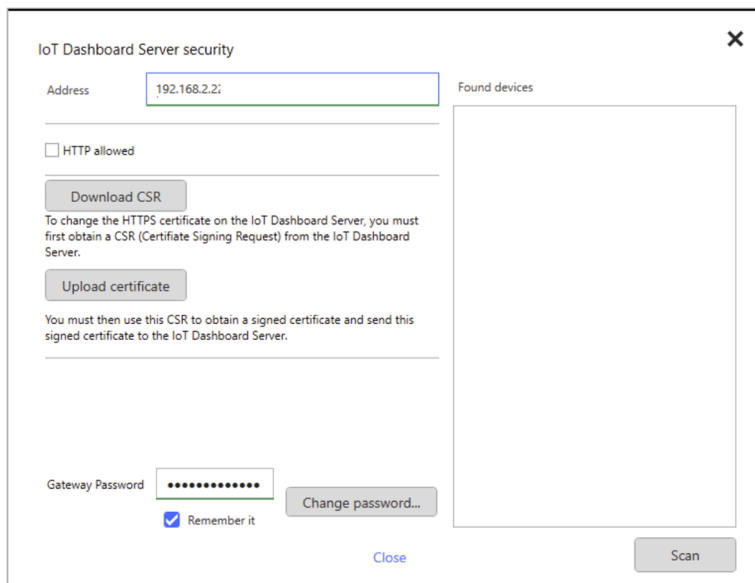 IoT Dashboard Server security
Address
192.168.2.22
Found devices
HTTP allowed
Download CSR
To change the HTTPS certificate on the IoT Dashboard Server, you must
first obtain a CSR (Certifiate Signing Request) from the IoT Dashboard
Server.
Upload certificate
You must then use this CSR to obtain a signed certificate and send this
signed certificate to the IoT Dashboard Server.
Gateway Password
Change password...
Remember it
Close
Scan